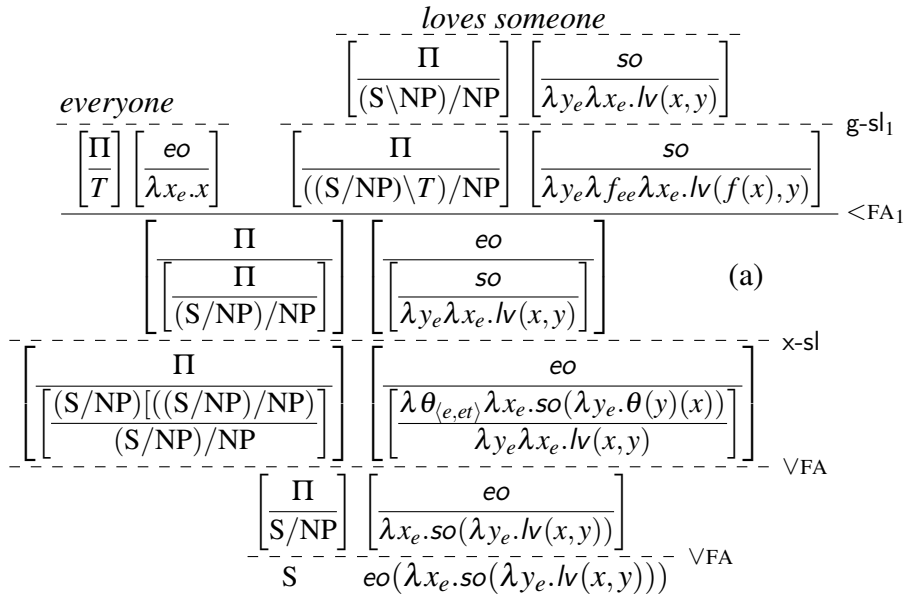 loves someone
[Π / (S\NP)/NP] [so / λy_e λx_e.lv(x,y)]
everyone
g-sl₁
[Π / T] [eo / λx_e.x] [Π / ((S/NP)\T)/NP] [so / λy_e λf_ee λx_e.lv(f(x),y)]
<FA₁
[Π / [Π / (S/NP)/NP]] [eo / [so / λy_e λx_e.lv(x,y)]] (a)
x-sl
[Π / [(S/NP)[((S/NP)/NP) / (S/NP)/NP]] [eo / [λθ_⟨e,et⟩ λx_e.so(λy_e.θ(y)(x)) / λy_e λx_e.lv(x,y)]]
∨FA
[Π / S/NP] [eo / λx_e.so(λy_e.lv(x,y))]
∨FA
S eo(λx_e.so(λy_e.lv(x,y)))